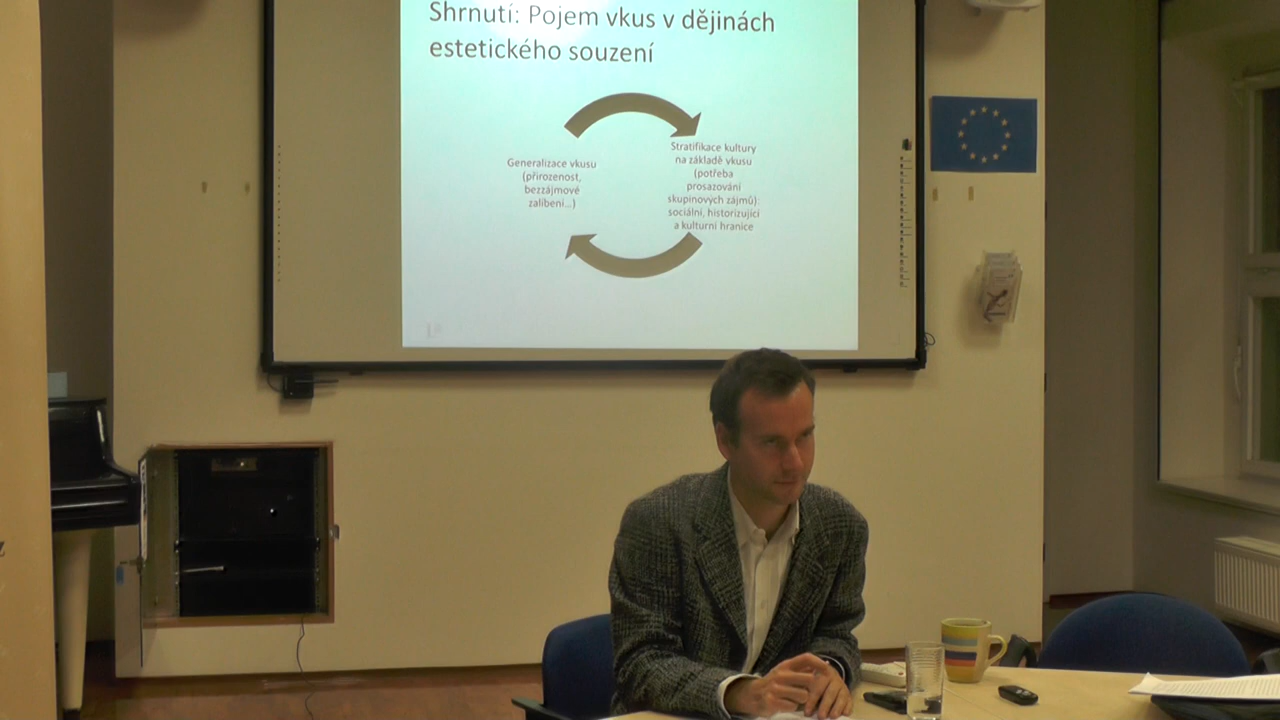 Shrnutí: Pojem vkus v dějinách
estetického souzení
Generalizace vkusu
(přirozenost,
bezzájmové
zalíbení...)
Stratifikace kultury
na základě vkusu
(potřeba
prosazování
skupinových zájmů):
sociální, historizující
a kulturní hranice